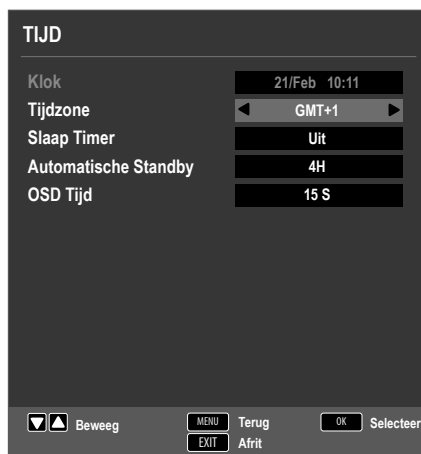 TIJD
Klok 21/Feb 10:11
Tijdzone GMT+1
Slaap Timer Uit
Automatische Standby 4H
OSD Tijd 15 S
Beweeg MENU Terug OK Selecteer
EXIT Afrit